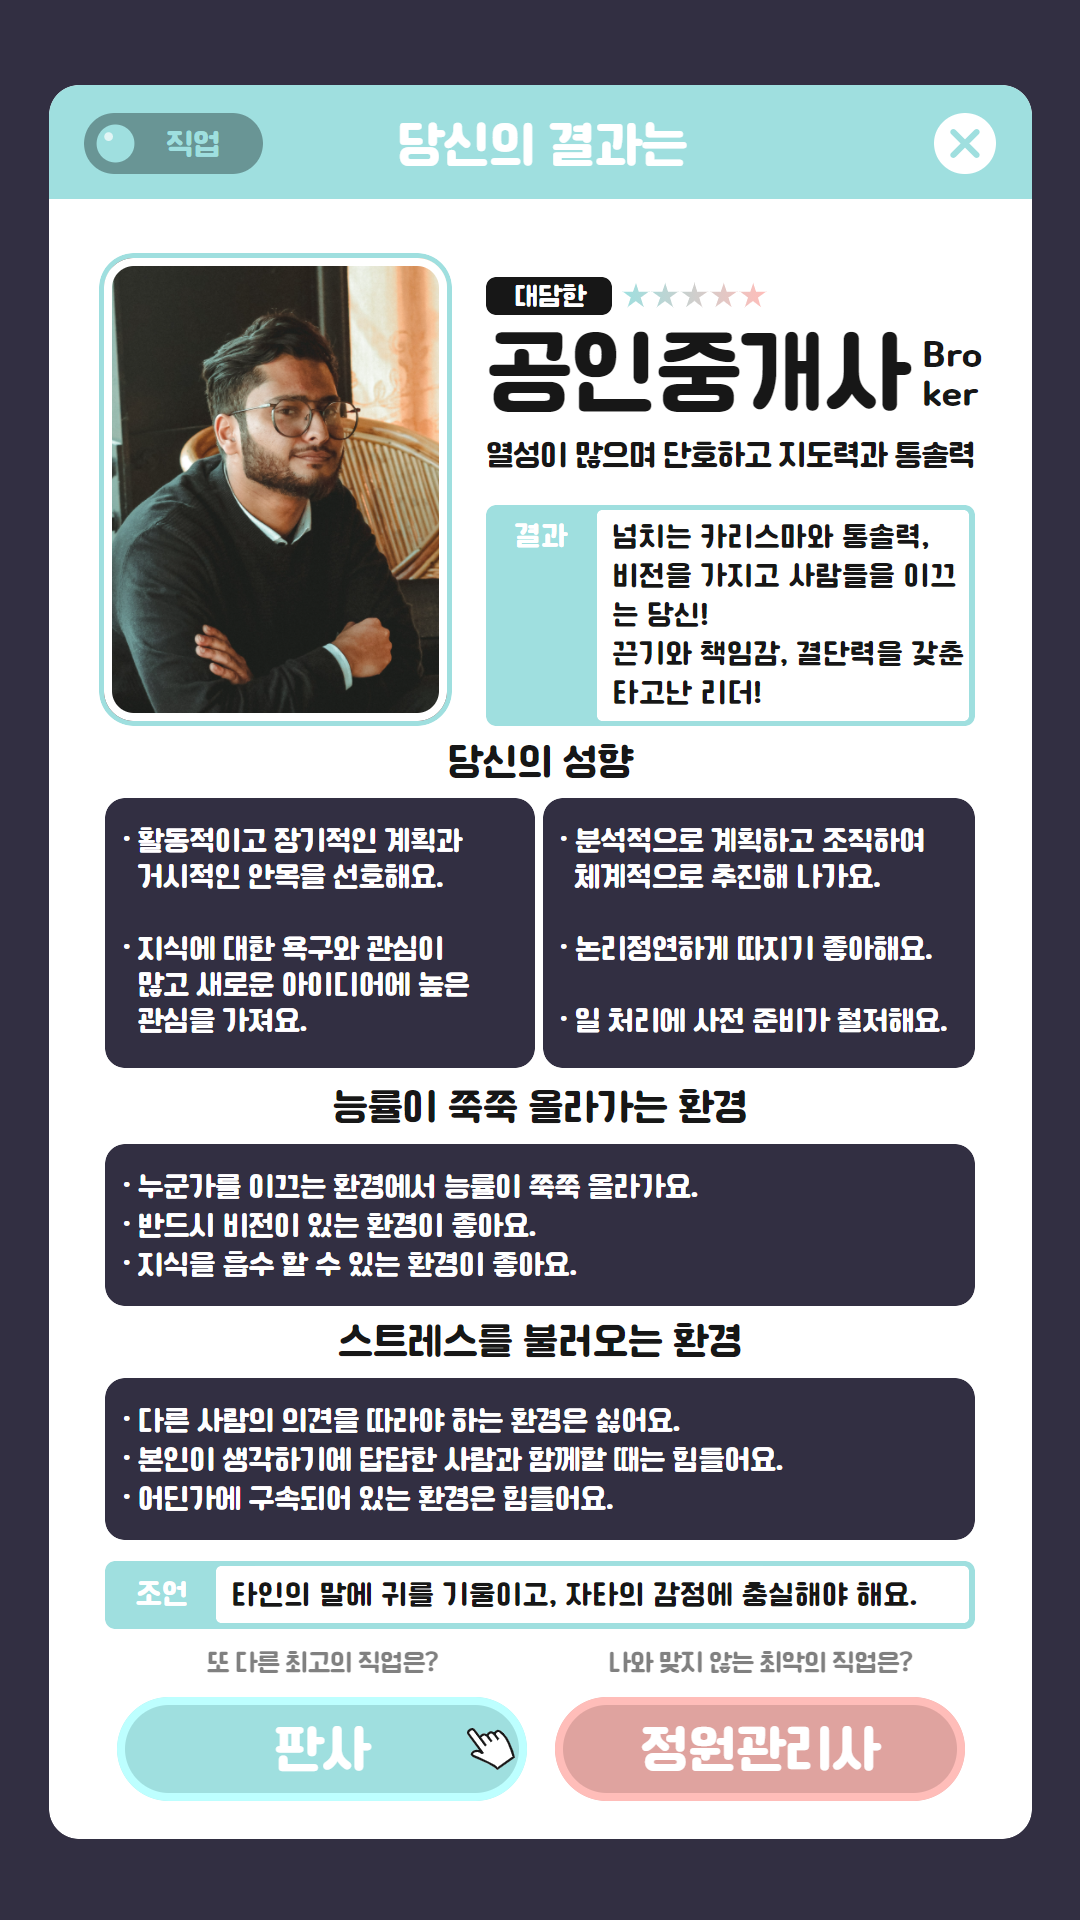 직업
당신의 결과는
대담한
공인중개사
Bro
ker
열성이 많으며 단호하고 지도력과 통솔력
결과
넘치는 카리스마와 통솔력,
비전을 가지고 사람들을 이끄
는 당신!
끈기와 책임감, 결단력을 갖춘
타고난 리더!
당신의 성향
· 활동적이고 장기적인 계획과
거시적인 안목을 선호해요.
· 지식에 대한 욕구와 관심이
많고 새로운 아이디어에 높은
관심을 가져요.
· 분석적으로 계획하고 조직하여
체계적으로 추진해 나가요.
· 논리정연하게 따지기 좋아해요.
· 일 처리에 사전 준비가 철저해요.
능률이 쭉쭉 올라가는 환경
· 누군가를 이끄는 환경에서 능률이 쭉쭉 올라가요.
· 반드시 비전이 있는 환경이 좋아요.
· 지식을 흡수 할 수 있는 환경이 좋아요.
스트레스를 불러오는 환경
· 다른 사람의 의견을 따라야 하는 환경은 싫어요.
· 본인이 생각하기에 답답한 사람과 함께할 때는 힘들어요.
· 어딘가에 구속되어 있는 환경은 힘들어요.
조언
타인의 말에 귀를 기울이고, 자타의 감정에 충실해야 해요.
또 다른 최고의 직업은?
나와 맞지 않는 최악의 직업은?
판사
정원관리사